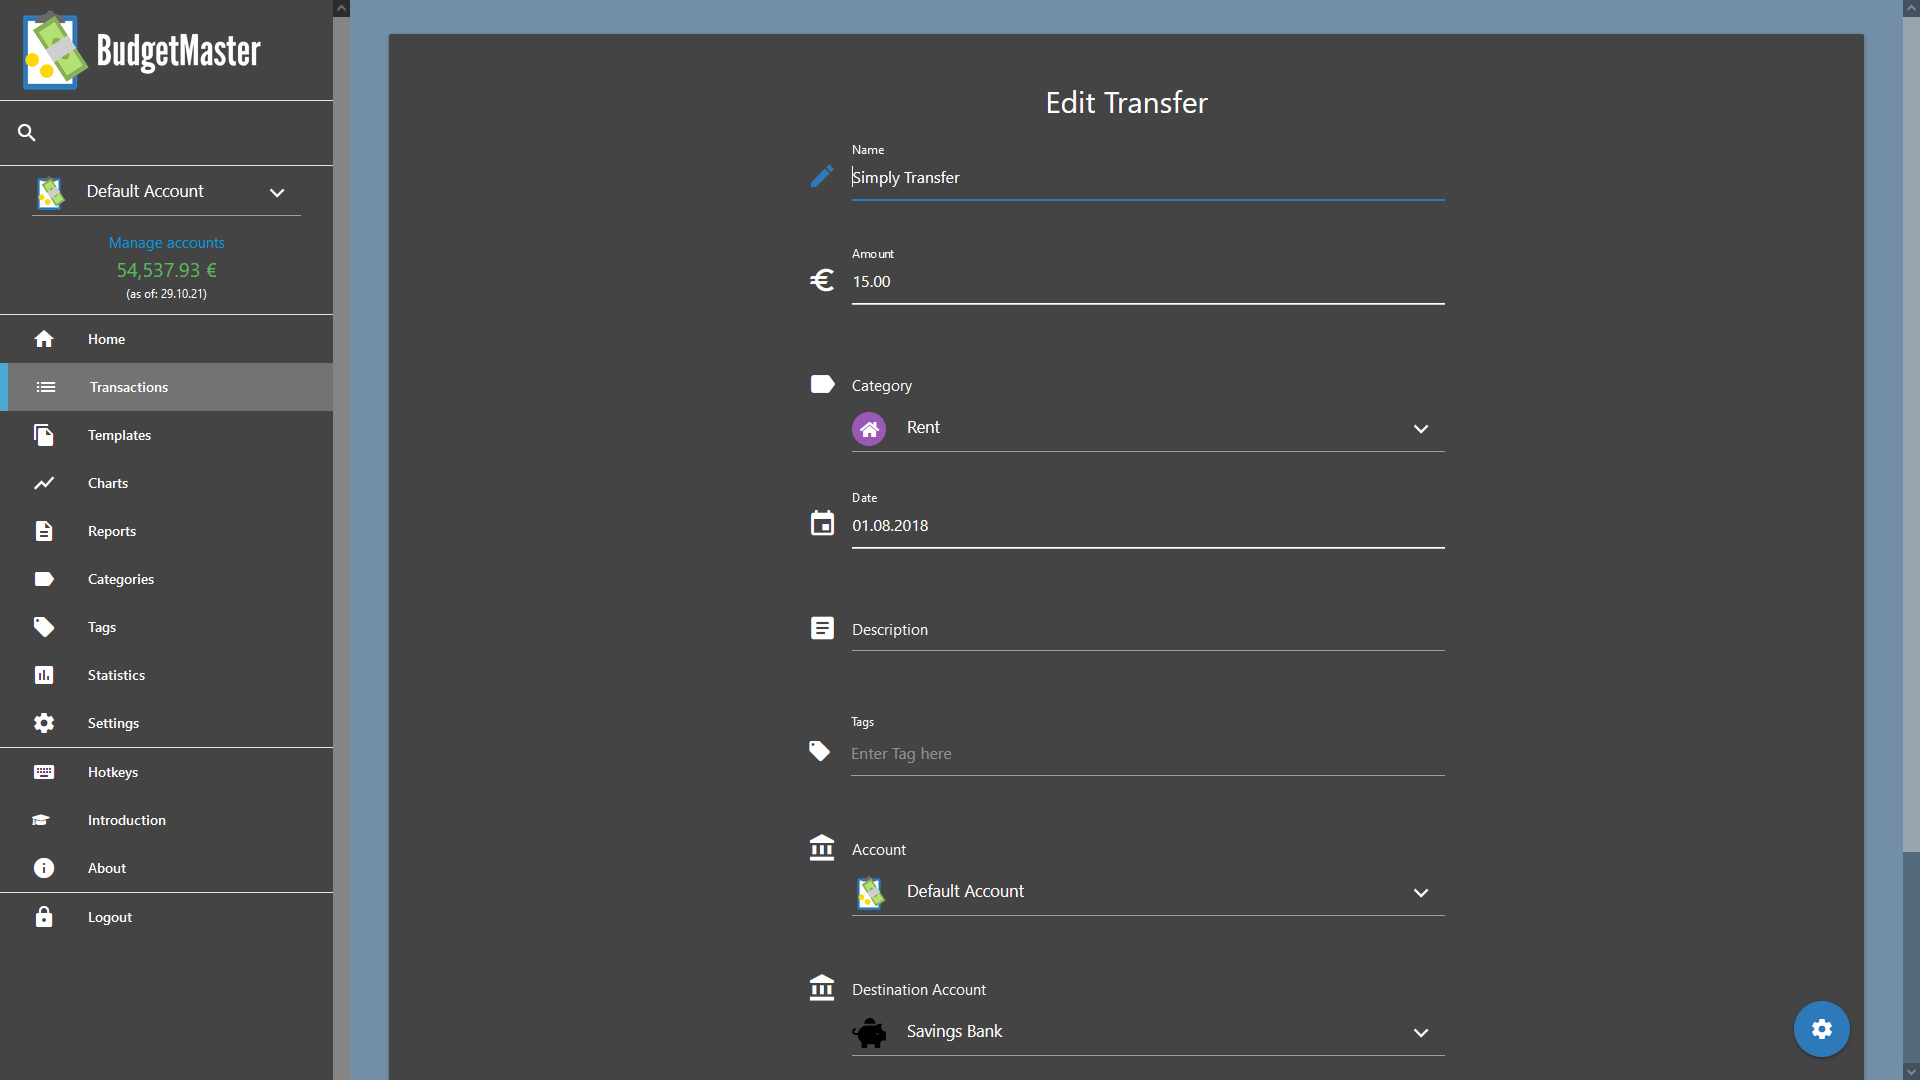 BudgetMaster
Default Account
Manage accounts
54,537.93 €
(as of: 29.10.21)
Home
Transactions
Templates
Charts
Reports
Categories
Tags
Statistics
Settings
Hotkeys
Introduction
About
Logout
Edit Transfer
Name
Simply Transfer
Amount
15.00
Category
Rent
Date
01.08.2018
Description
Tags
Enter Tag here
Account
Default Account
Destination Account
Savings Bank